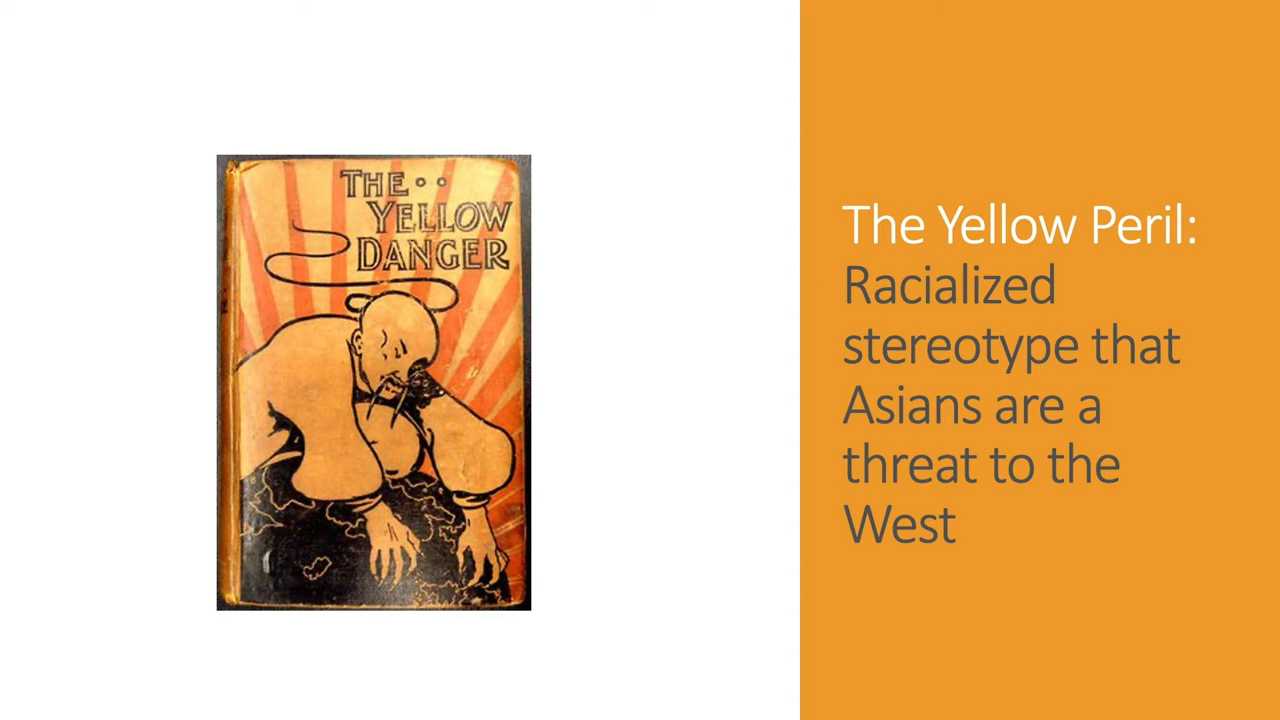 THE
YELLOW
DANGER
The Yellow Peril:
Racialized
stereotype that
Asians are a
threat to the
West